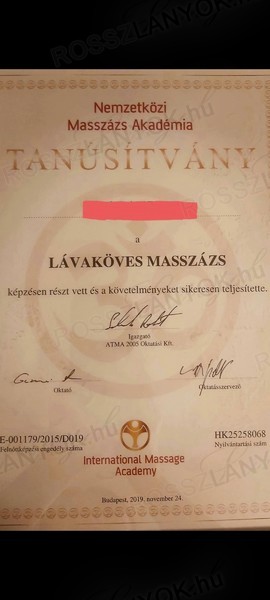 Nemzetközi
Masszázs Akadémia
TANÚSÍTVÁNY
a
LÁVAKÖVES MASSZÁZS
képzésen részt vett és a követelményeket sikeresen teljesítette.
Igazgató
ATMA 2005 Oktatási Kft.
Oktató
Oktatásszervező
E-001179/2015/D019
Felnőttképzési engedély száma
HK25258068
Nyilvántartási szám
International Massage
Academy
Budapest, 2019. november 24.